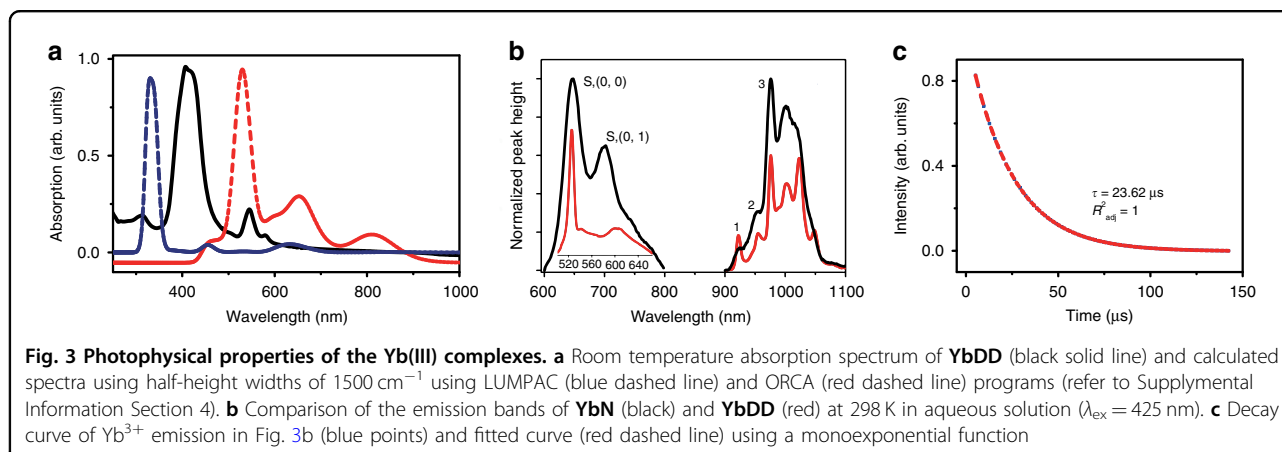 a
Absorption (arb. units)
1.0
0.5
0.0
400 600 800 1000
Wavelength (nm)
b
Normalized peak height
S,(0, 0)
S,(0, 1)
3
2
1
520 560 600 640
600 700 800 900 1000 1100
Wavelength (nm)
c
Intensity (arb. units)
0.8
0.4
0.0
τ = 23.62 μs
R²adj = 1
0 50 100 150
Time (μs)
Fig. 3 Photophysical properties of the Yb(III) complexes. a Room temperature absorption spectrum of YbDD (black solid line) and calculated
spectra using half-height widths of 1500 cm⁻¹ using LUMPAC (blue dashed line) and ORCA (red dashed line) programs (refer to Supplymental
Information Section 4). b Comparison of the emission bands of YbN (black) and YbDD (red) at 298 K in aqueous solution (λex = 425 nm). c Decay
curve of Yb³⁺ emission in Fig. 3b (blue points) and fitted curve (red dashed line) using a monoexponential function